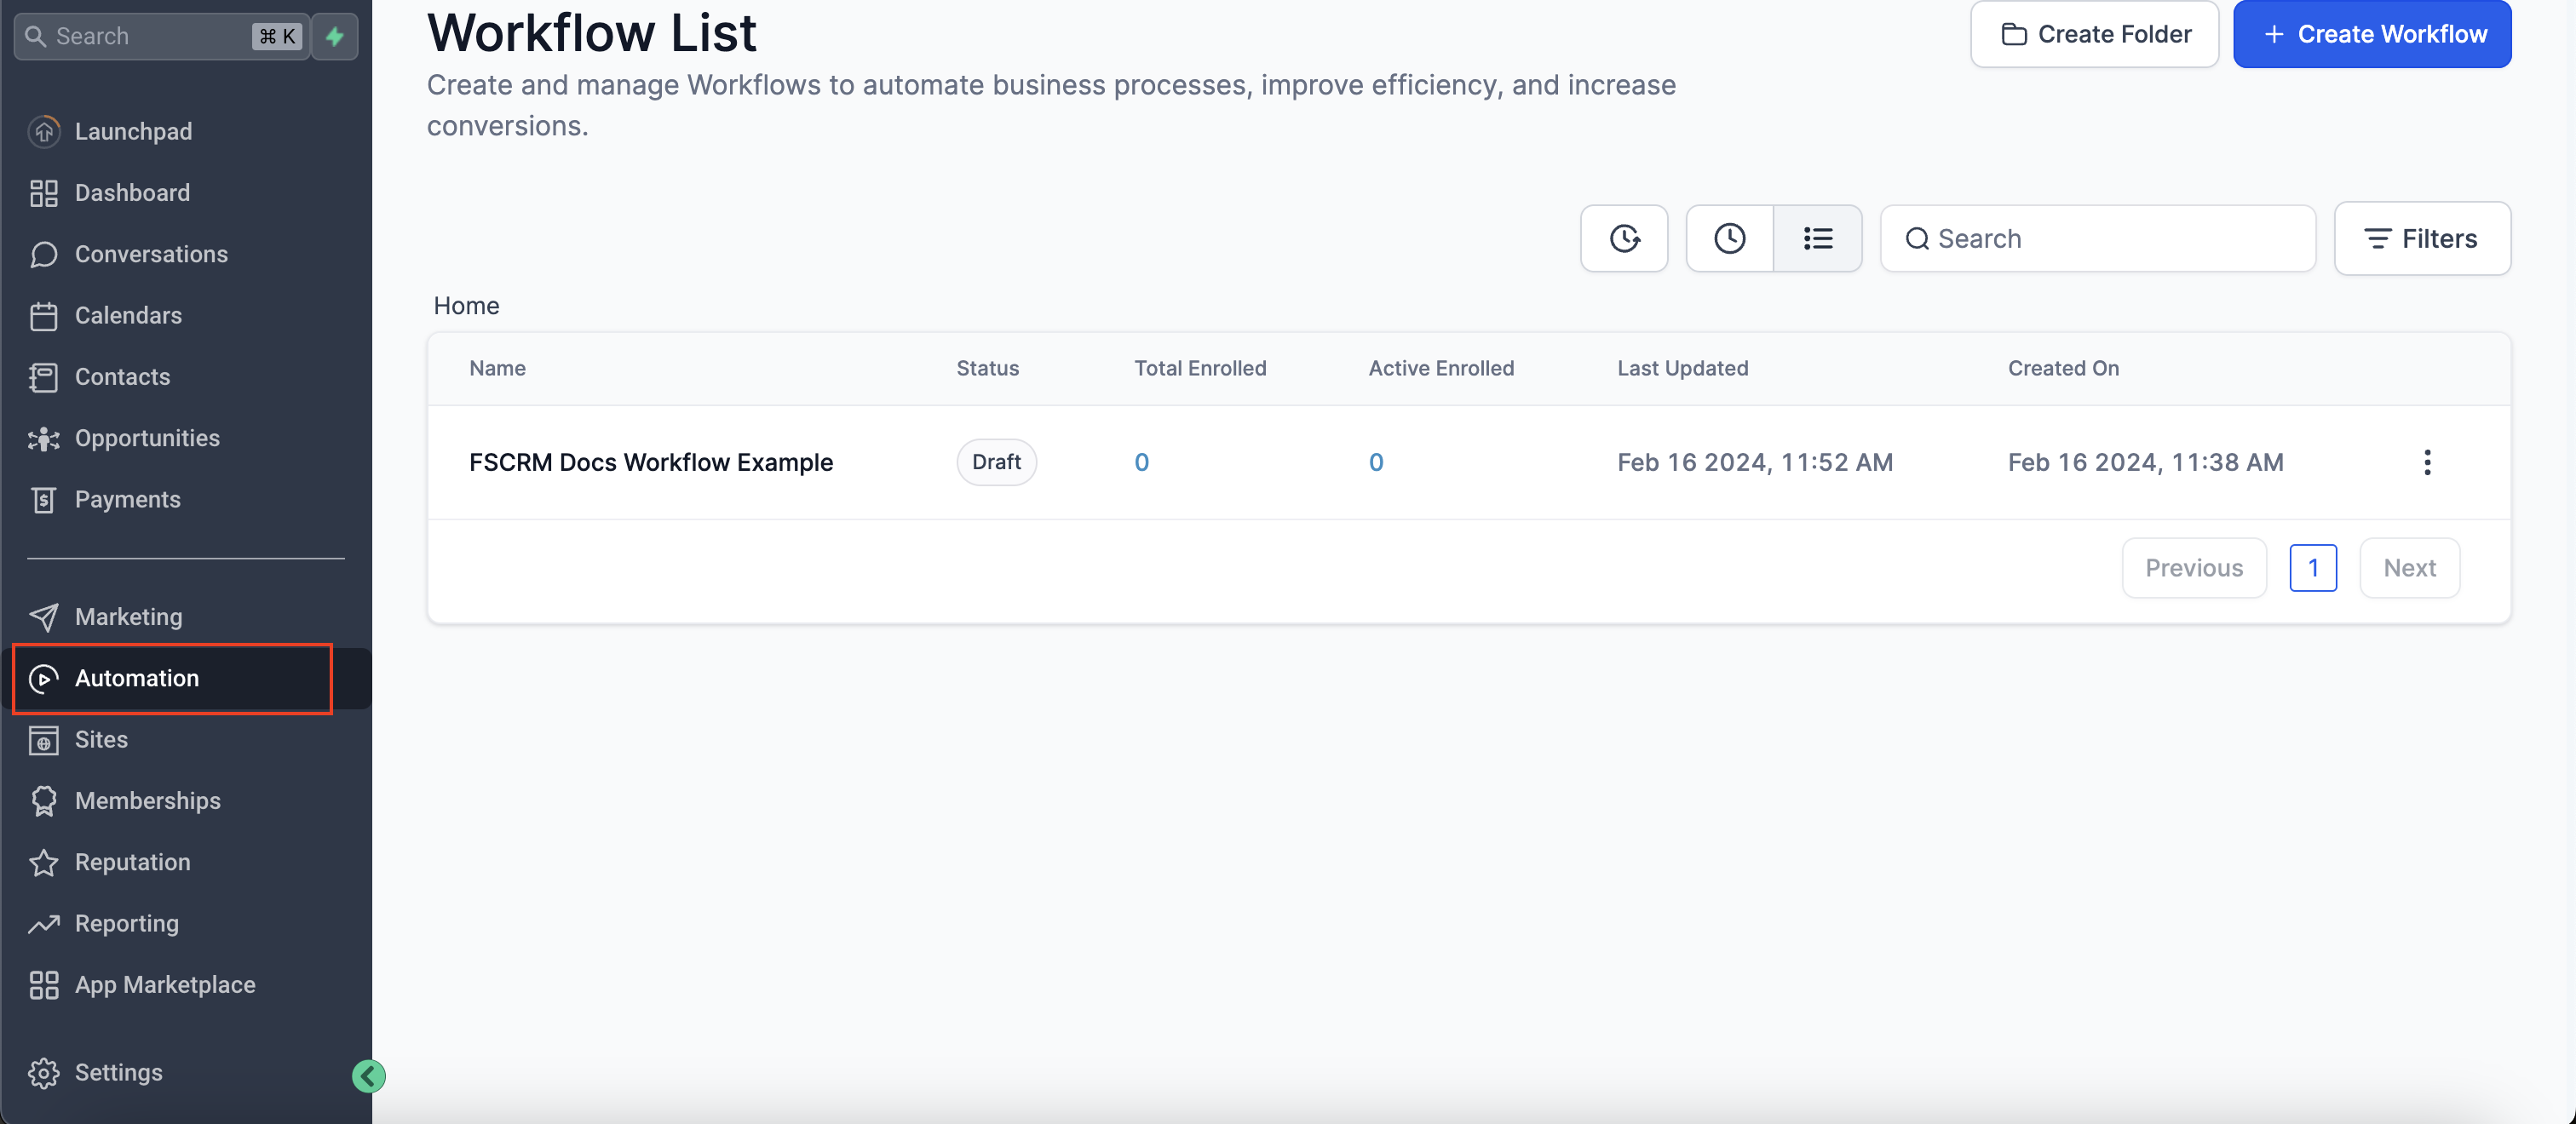 Search ⌘ K
Launchpad
Dashboard
Conversations
Calendars
Contacts
Opportunities
Payments
Marketing
Automation
Sites
Memberships
Reputation
Reporting
App Marketplace
Settings
Workflow List
Create and manage Workflows to automate business processes, improve efficiency, and increase
conversions.
Create Folder
+ Create Workflow
Search
Filters
Home
Name Status Total Enrolled Active Enrolled Last Updated Created On
FSCRM Docs Workflow Example Draft 0 0 Feb 16 2024, 11:52 AM Feb 16 2024, 11:38 AM
Previous 1 Next